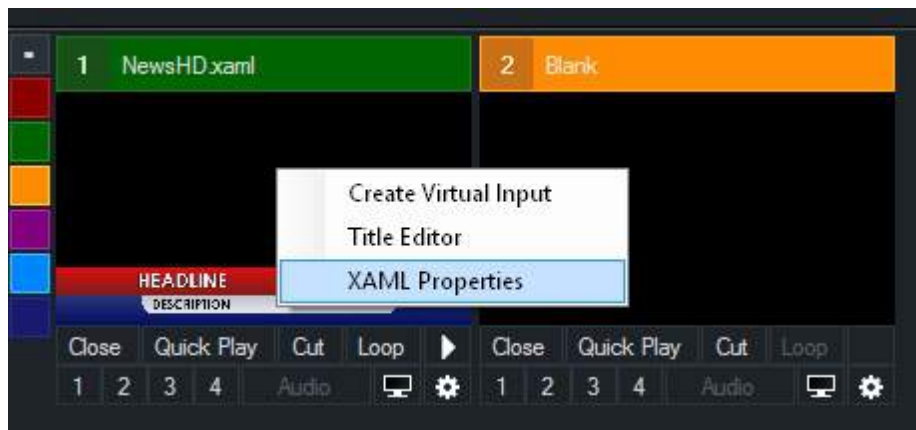 1 NewsHD.xaml
2 Blank
Create Virtual Input
Title Editor
XAML Properties
HEADLINE
DESCRIPTION
Close Quick Play Cut Loop
Close Quick Play Cut Loop
1 2 3 4 Audio
1 2 3 4 Audio